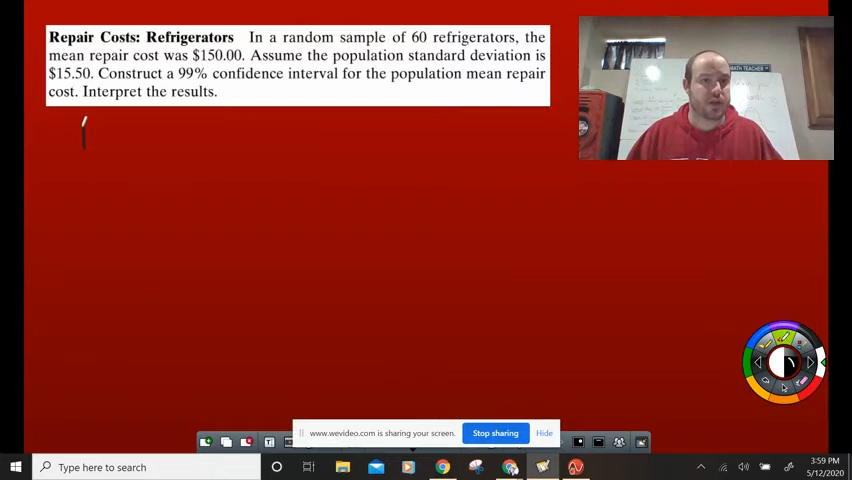 Repair Costs: Refrigerators In a random sample of 60 refrigerators, the
mean repair cost was $150.00. Assume the population standard deviation is
$15.50. Construct a 99% confidence interval for the population mean repair
cost. Interpret the results.
MATH TEACHER
www.wevideo.com is sharing your screen.
Stop sharing
Hide
Type here to search
3:59 PM
5/12/2020